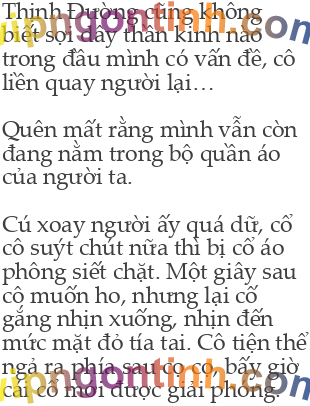 Thịnh Đường cũng không
biết sợi dây thần kinh nào
trong đầu mình có vấn đề, cô
liền quay người lại…
Quên mất rằng mình vẫn còn
đang nằm trong bộ quần áo
của người ta.
Cú xoay người ấy quá dữ, cổ
cô suýt chút nữa thì bị cổ áo
phông siết chặt. Một giây sau
cô muốn ho, nhưng lại cố
gắng nhịn xuống, nhịn đến
mức mặt đỏ tía tai. Cô tiện thể
ngả ra phía sau co co, bấy giờ
cái cổ mới được giải phóng.
vipngontinh.com
vipngontinh.com